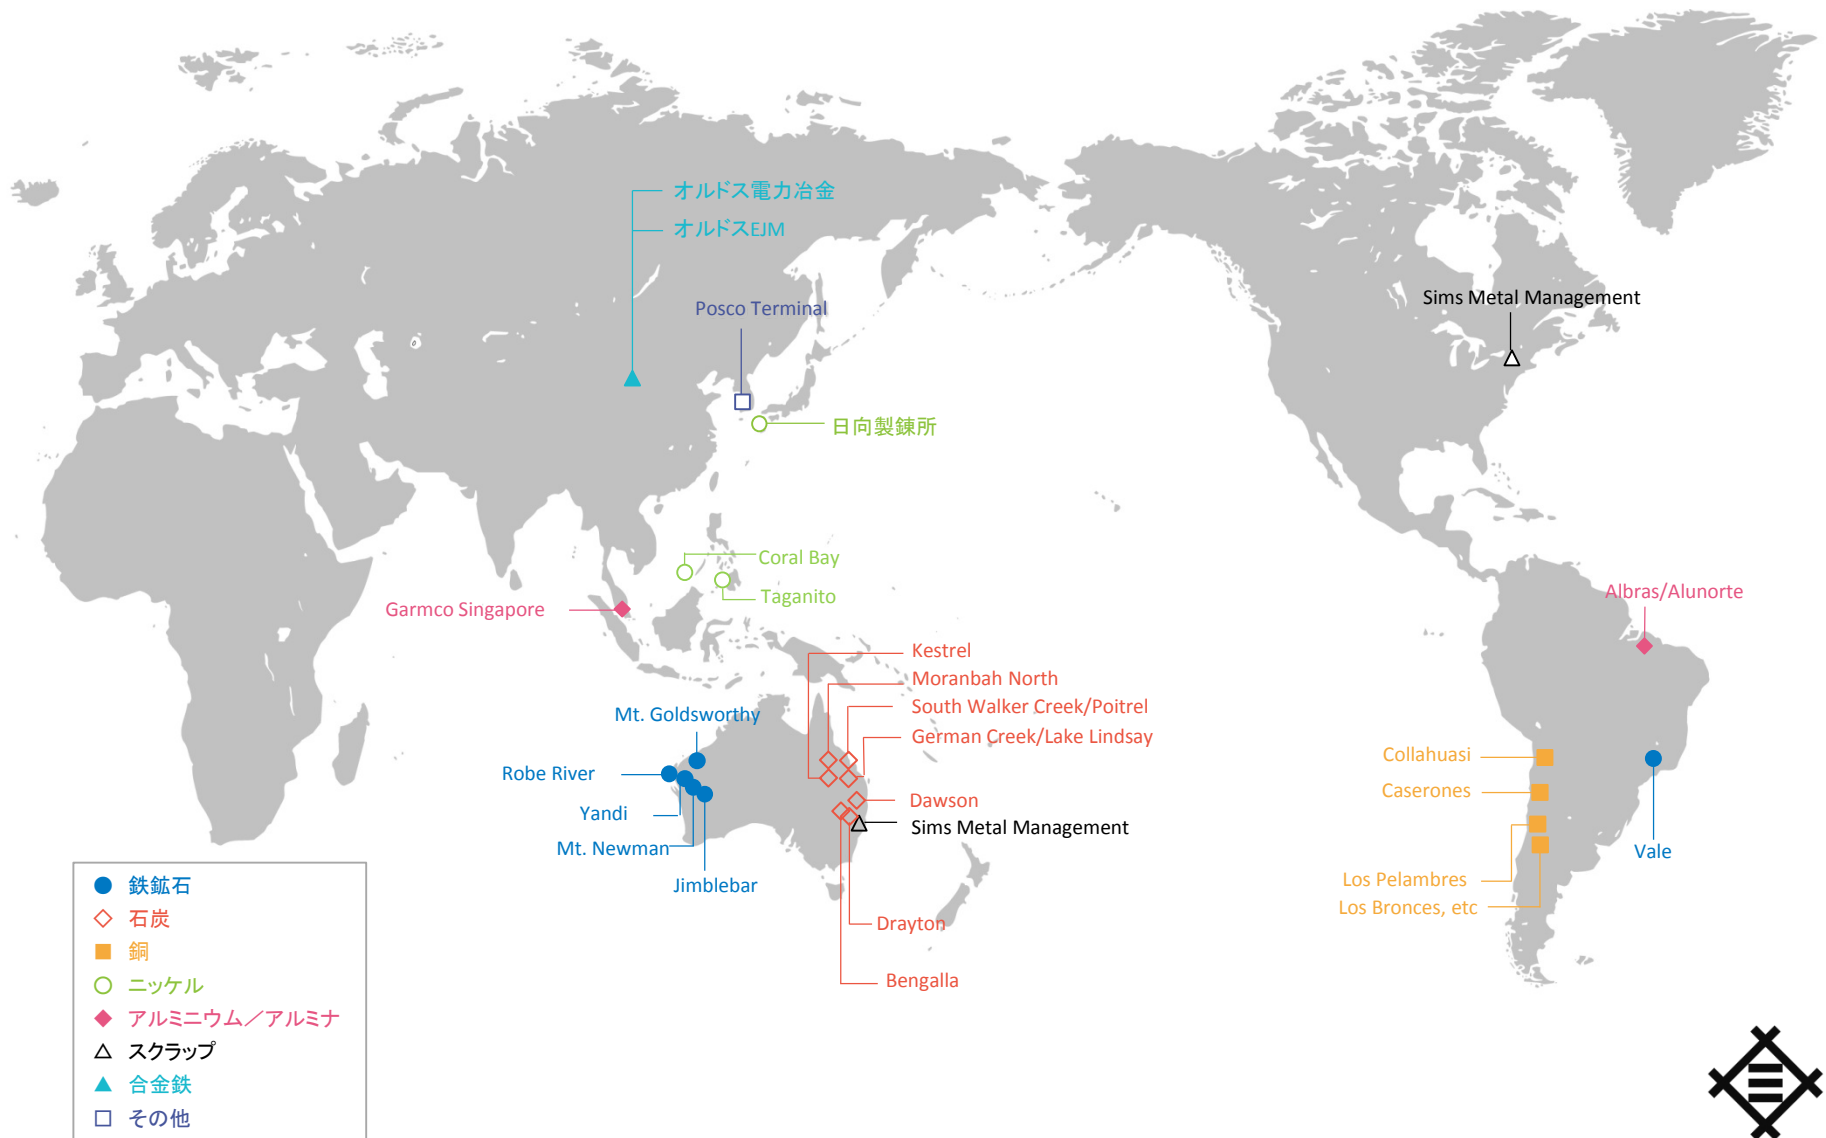 オルドス電力冶金
オルドスEJM
Posco Terminal
Sims Metal Management
日向製錬所
Coral Bay
Taganito
Garmco Singapore
Albras/Alunorte
Kestrel
Moranbah North
South Walker Creek/Poitrel
German Creek/Lake Lindsay
Mt. Goldsworthy
Robe River
Yandi
Mt. Newman
Jimblebar
Dawson
Sims Metal Management
Drayton
Bengalla
Collahuasi
Caserones
Los Pelambres
Los Bronces, etc
Vale
鉄鉱石
石炭
銅
ニッケル
アルミニウム／アルミナ
スクラップ
合金鉄
その他